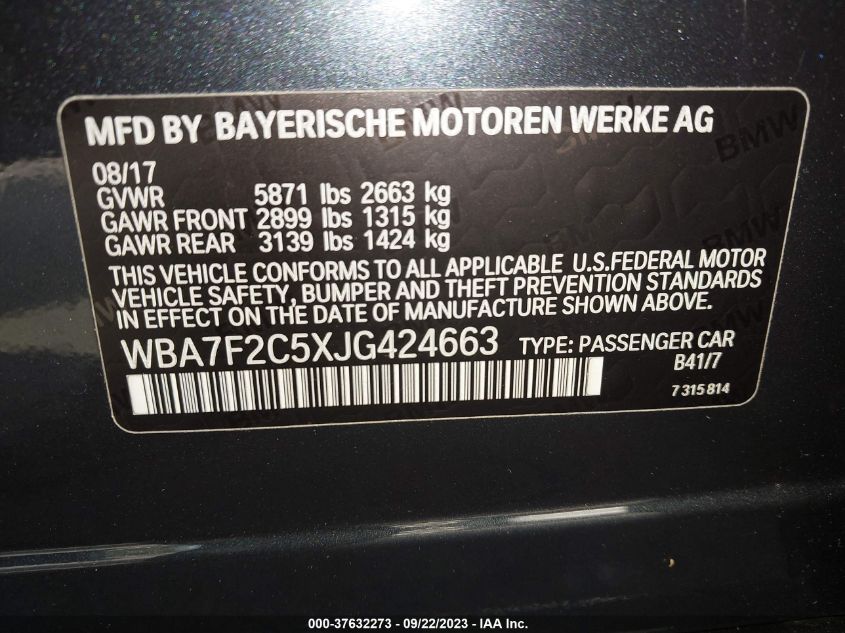 MFD BY BAYERISCHE MOTOREN WERKE AG
08/17
GVWR 5871 lbs 2663 kg
GAWR FRONT 2899 lbs 1315 kg
GAWR REAR 3139 lbs 1424 kg
THIS VEHICLE CONFORMS TO ALL APPLICABLE U.S.FEDERAL MOTOR
VEHICLE SAFETY, BUMPER AND THEFT PREVENTION STANDARDS
IN EFFECT ON THE DATE OF MANUFACTURE SHOWN ABOVE.
WBA7F2C5XJG424663 TYPE: PASSENGER CAR
B41/7
7 315 814
BMW
000-37632273 - 09/22/2023 - IAA Inc.